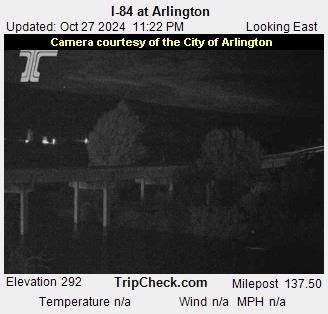 I-84 at Arlington
Updated: Oct 27 2024 11:22 PM Looking East
Camera courtesy of the City of Arlington
Elevation 292 TripCheck.com Milepost 137.50
Temperature n/a Wind n/a MPH n/a